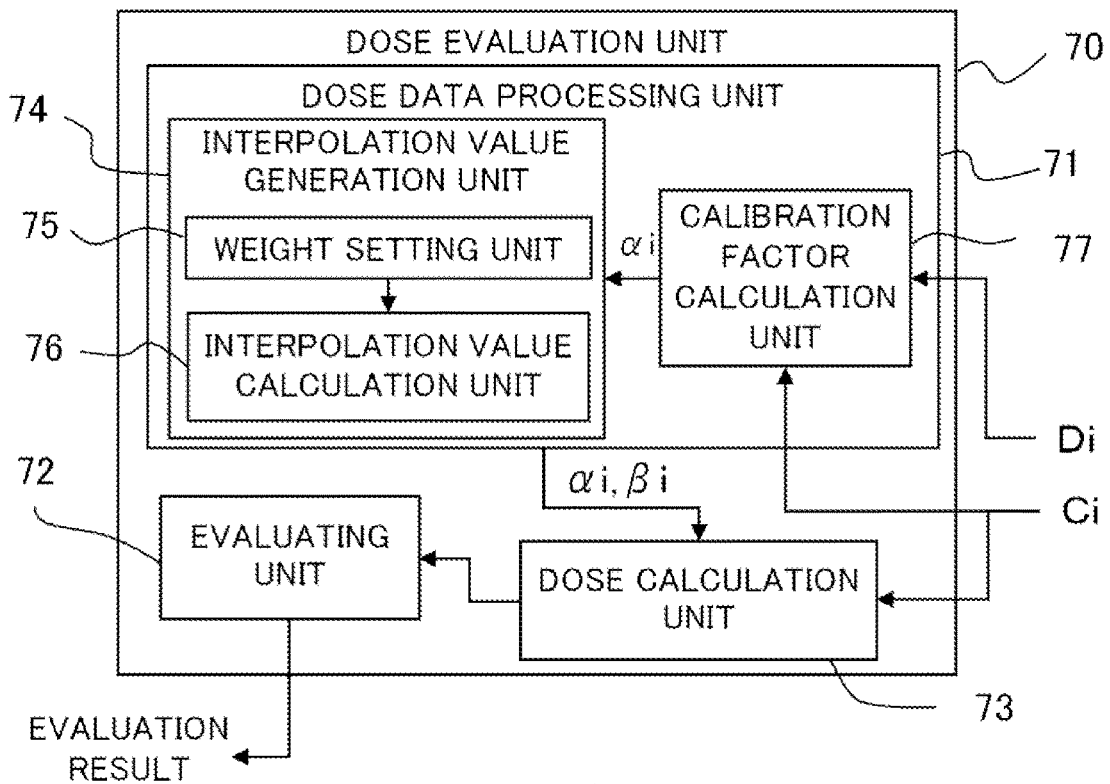 DOSE EVALUATION UNIT
70
DOSE DATA PROCESSING UNIT
74
INTERPOLATION VALUE
GENERATION UNIT
71
75
WEIGHT SETTING UNIT
αi
CALIBRATION
FACTOR
CALCULATION
UNIT
77
76
INTERPOLATION VALUE
CALCULATION UNIT
Di
72
αi, βi
Ci
EVALUATING
UNIT
DOSE CALCULATION
UNIT
73
EVALUATION
RESULT